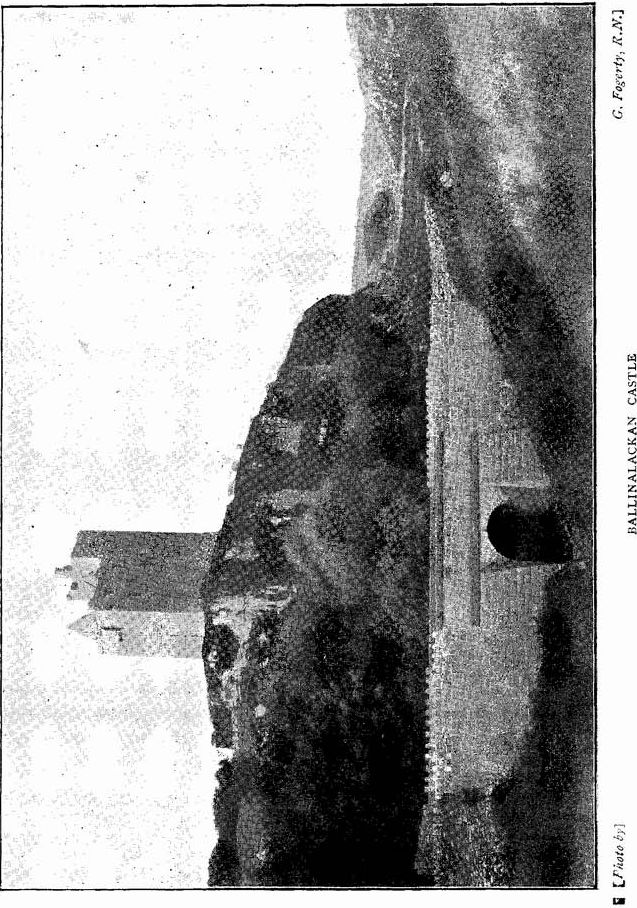 [Photo by]
G. Fogerty, R.N.]
BALLINALACKAN CASTLE